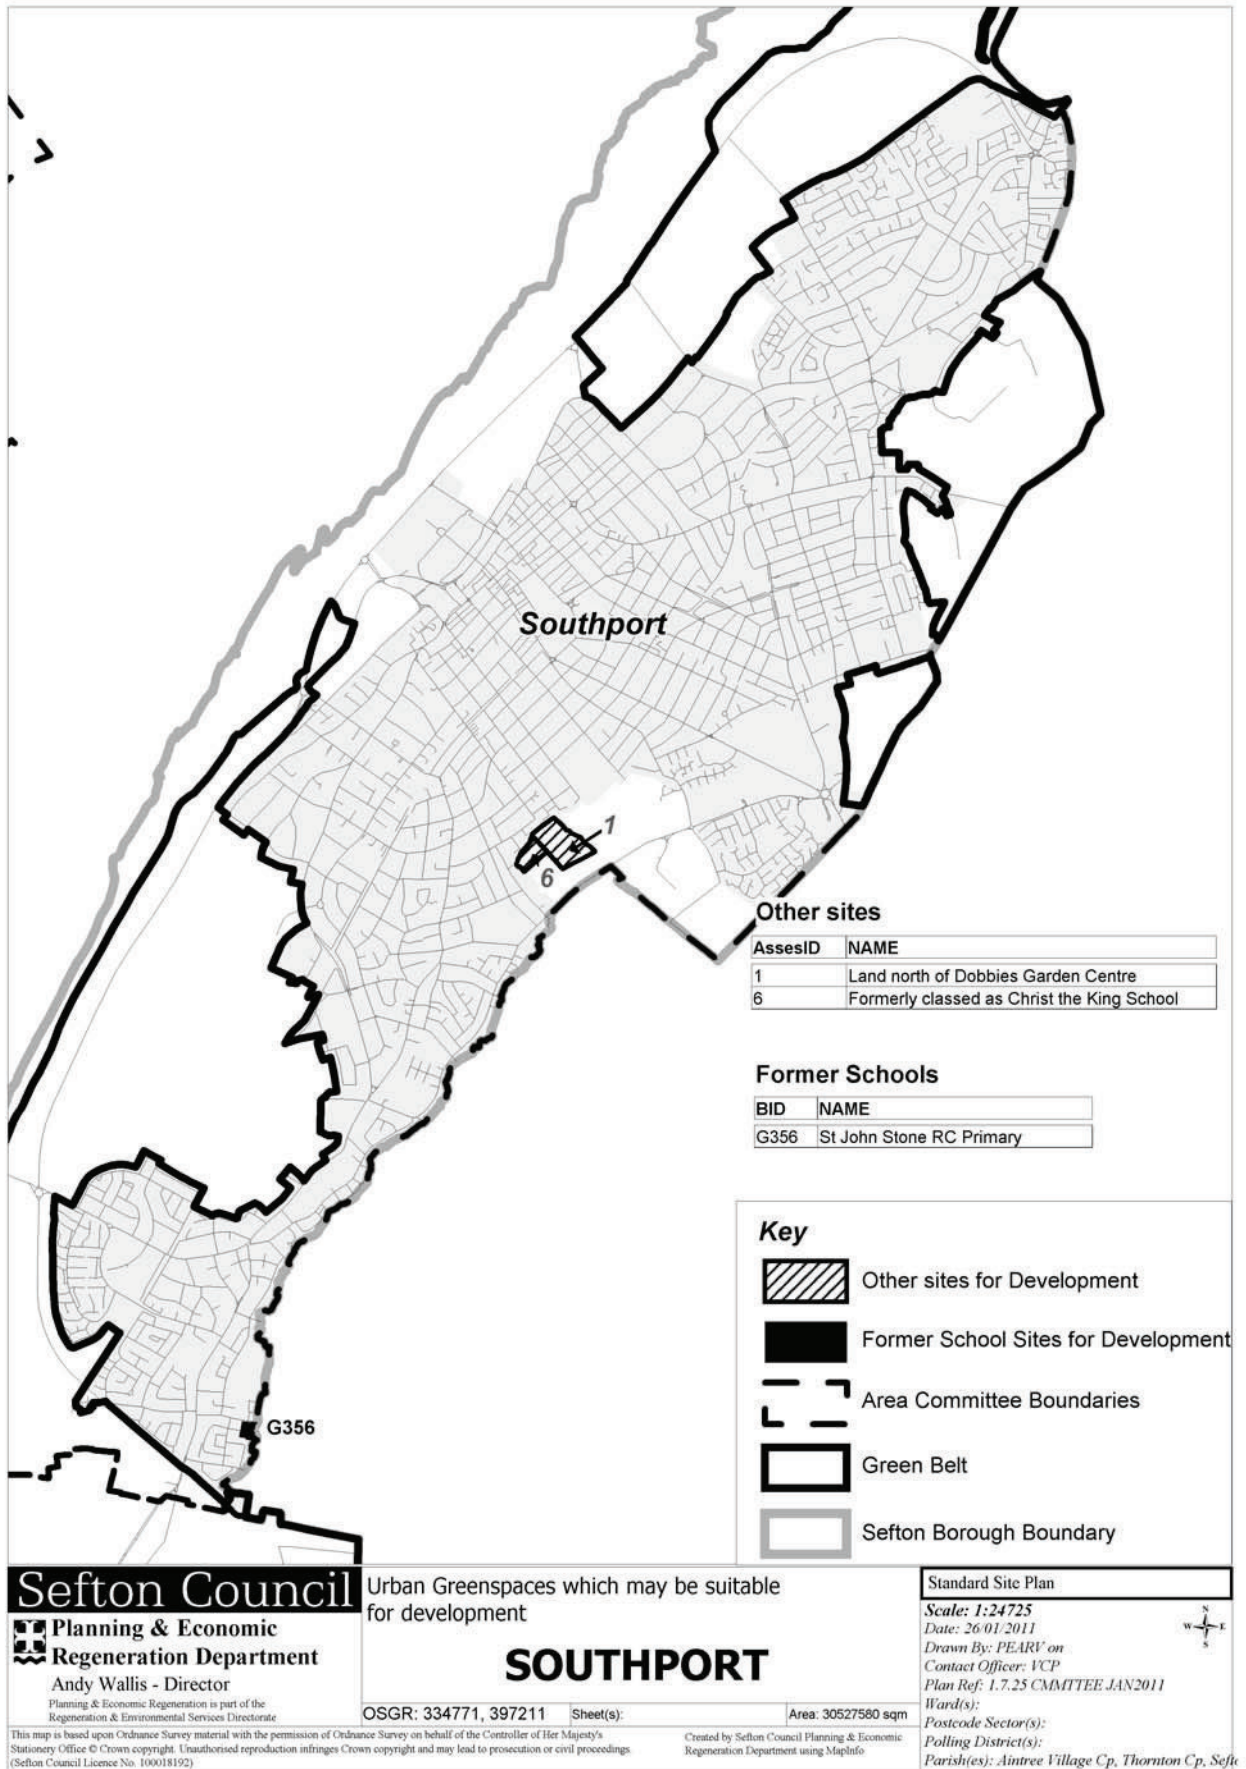 Southport
1
6
Other sites
AssesID NAME
1 Land north of Dobbies Garden Centre
6 Formerly classed as Christ the King School
Former Schools
BID NAME
G356 St John Stone RC Primary
G356
Key
Other sites for Development
Former School Sites for Development
Area Committee Boundaries
Green Belt
Sefton Borough Boundary
Sefton Council
Planning & Economic
Regeneration Department
Andy Wallis - Director
Planning & Economic Regeneration is part of the
Regeneration & Environmental Services Directorate
Urban Greenspaces which may be suitable
for development
SOUTHPORT
OSGR: 334771, 397211 Sheet(s): Area: 30527580 sqm
Standard Site Plan
Scale: 1:24725
Date: 26/01/2011
Drawn By: PEARV on
Contact Officer: VCP
Plan Ref: 1.7.25 CMMTTEE JAN2011
Ward(s):
Postcode Sector(s):
Polling District(s):
Parish(es): Aintree Village Cp, Thornton Cp, Sefto
N
W E
S
This map is based upon Ordnance Survey material with the permission of Ordnance Survey on behalf of the Controller of Her Majesty's
Stationery Office © Crown copyright. Unauthorised reproduction infringes Crown copyright and may lead to prosecution or civil proceedings
(Sefton Council Licence No. 100018192)
Created by Sefton Council Planning & Economic
Regeneration Department using MapInfo